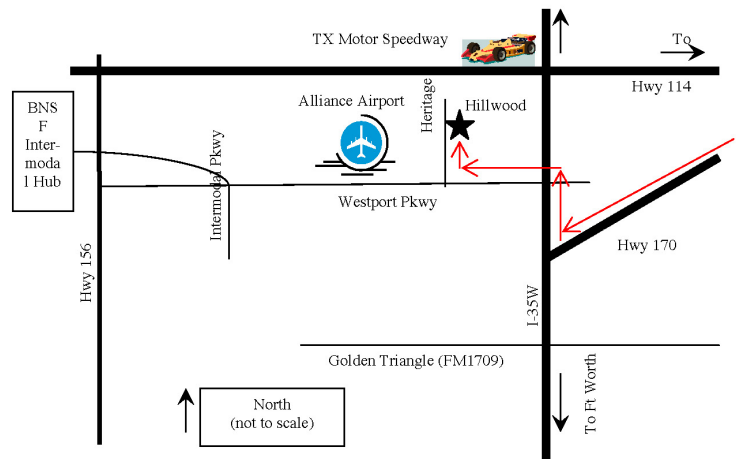 TX Motor Speedway
To
Hwy 114
BNS
F
Inter-
moda
l Hub
Alliance Airport
Heritage
Hillwood
Intermodal Pkwy
Westport Pkwy
Hwy 170
Hwy 156
I-35W
Golden Triangle (FM1709)
To Ft Worth
North
(not to scale)